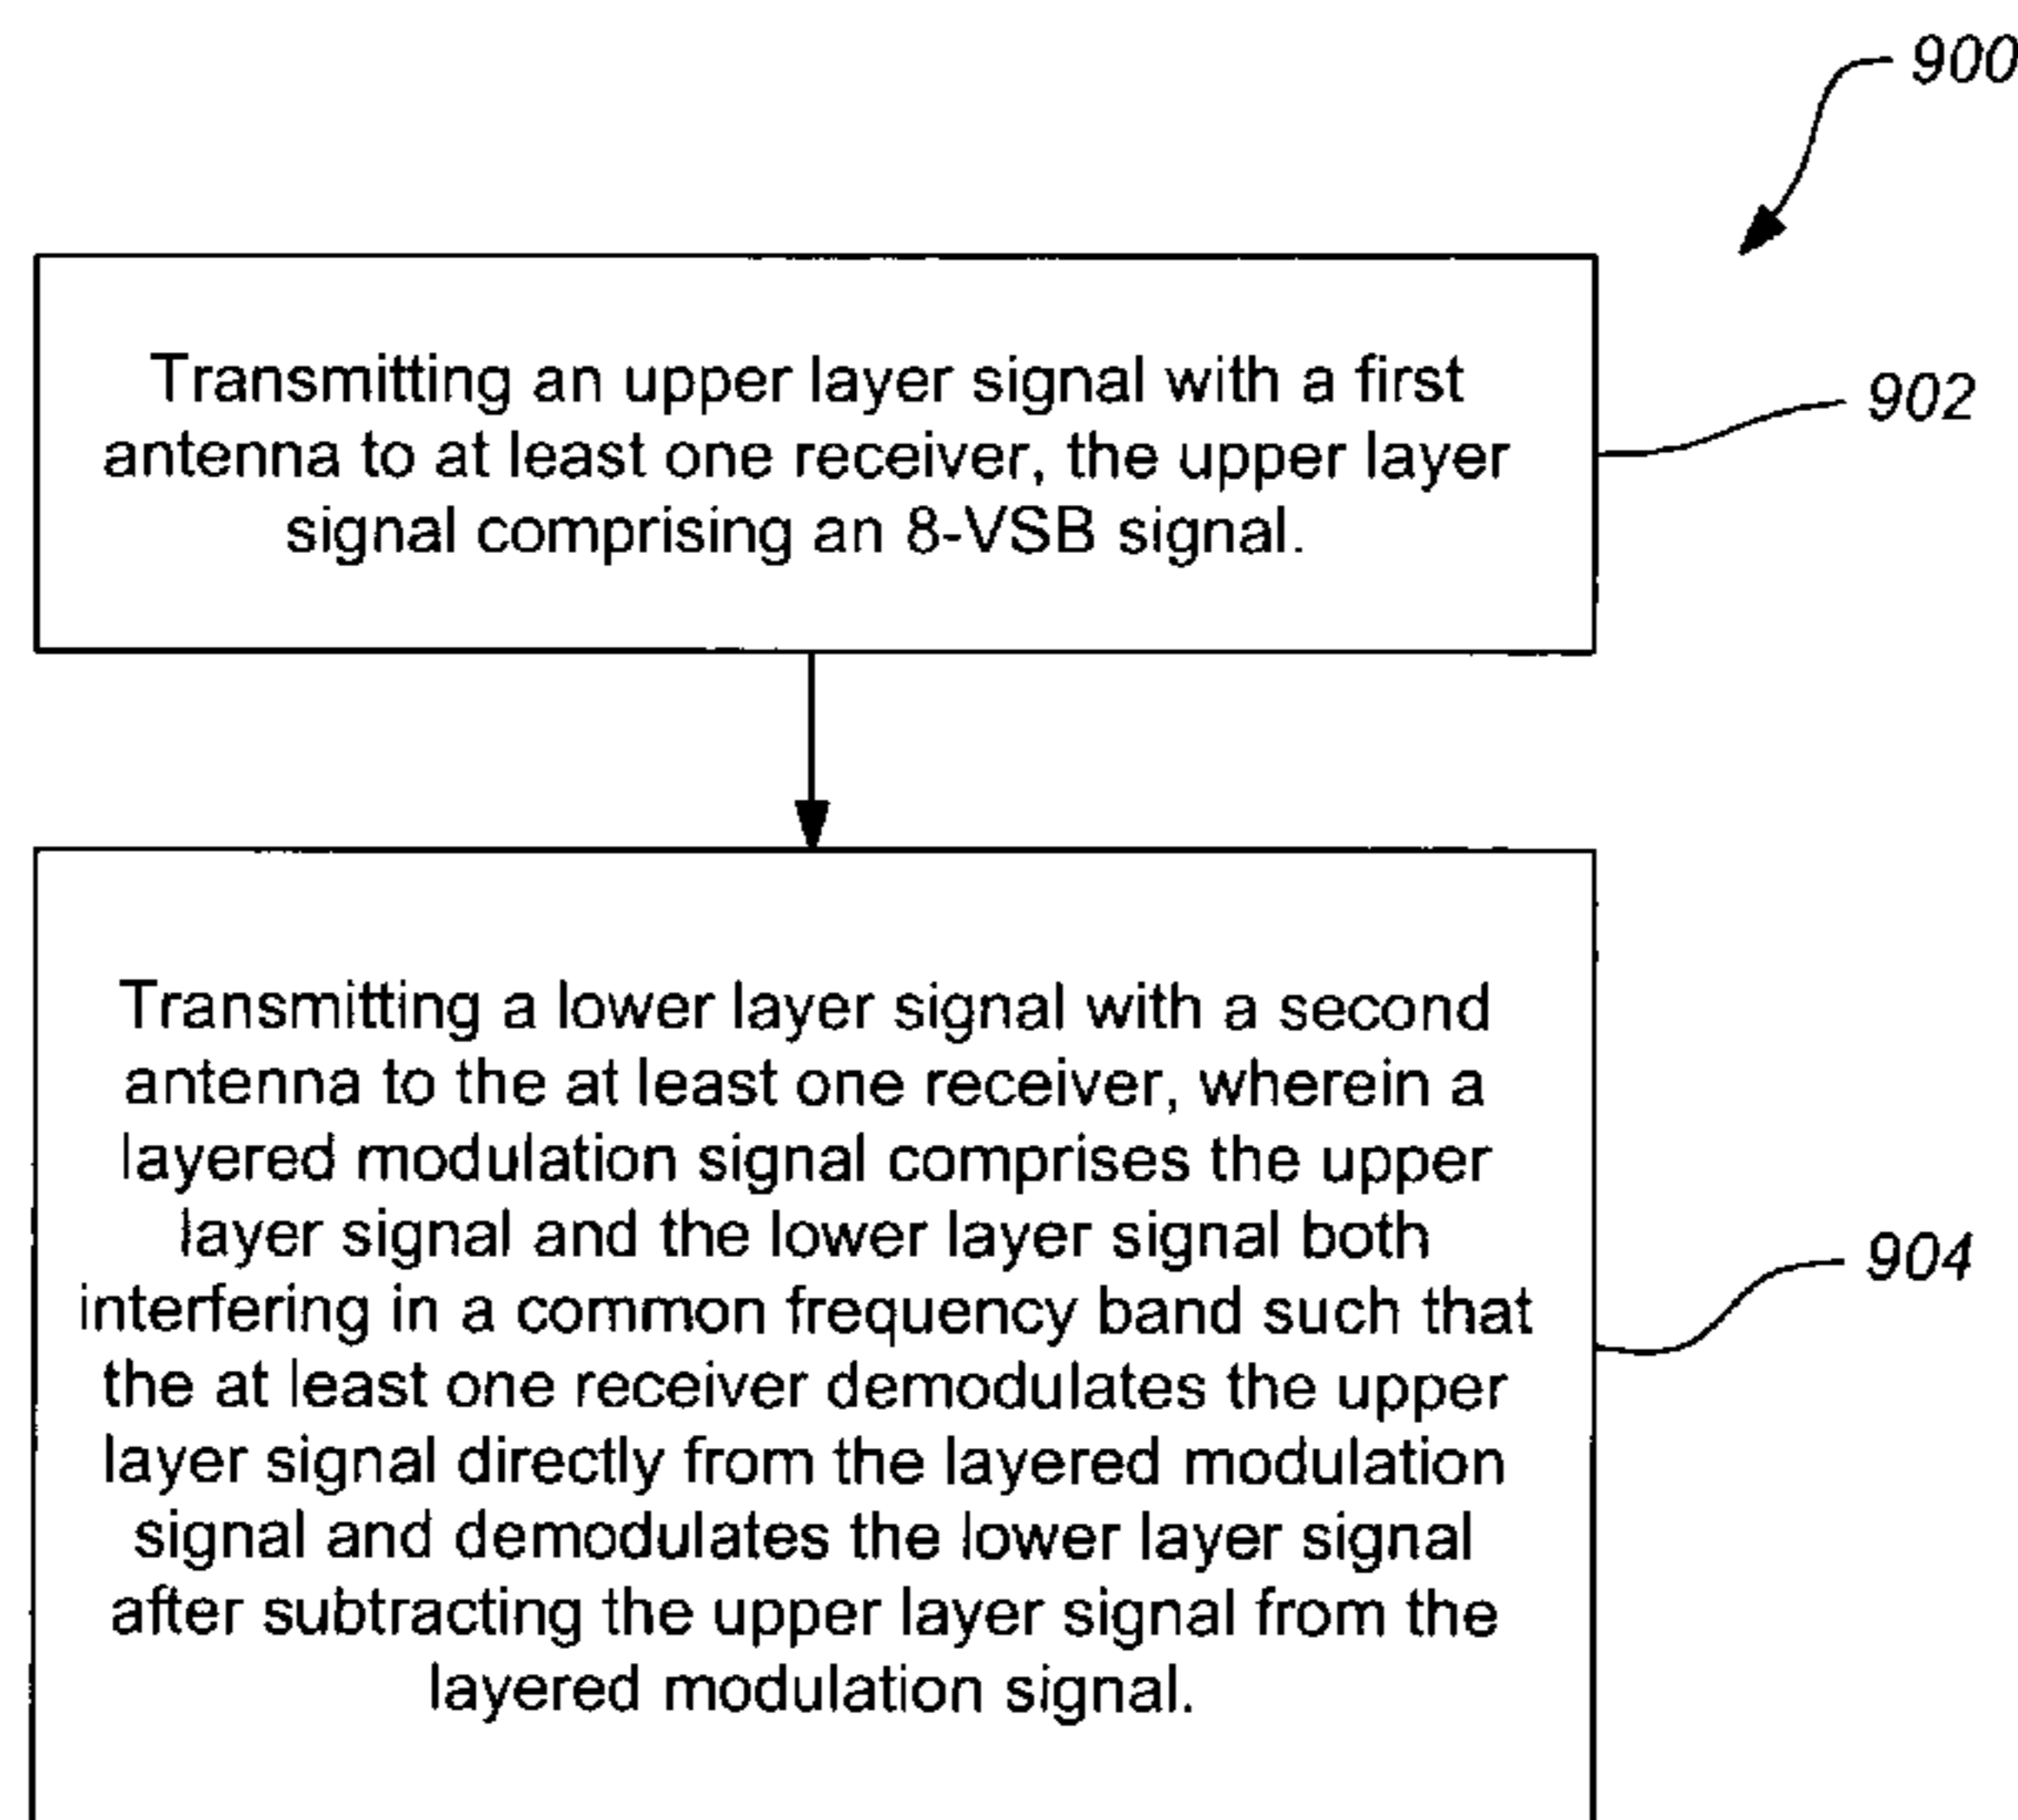 900
Transmitting an upper layer signal with a first
antenna to at least one receiver, the upper layer
signal comprising an 8-VSB signal.
902
Transmitting a lower layer signal with a second
antenna to the at least one receiver, wherein a
layered modulation signal comprises the upper
layer signal and the lower layer signal both
interfering in a common frequency band such that
the at least one receiver demodulates the upper
layer signal directly from the layered modulation
signal and demodulates the lower layer signal
after subtracting the upper layer signal from the
layered modulation signal.
904